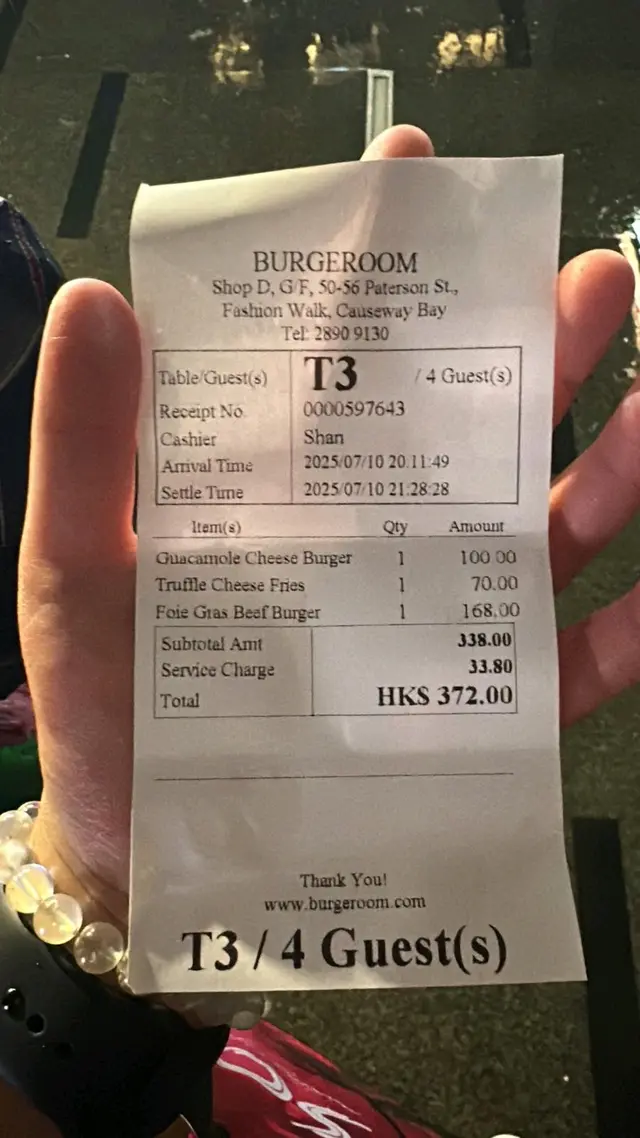 BURGEROOM
Shop D, G/F, 50-56 Paterson St.,
Fashion Walk, Causeway Bay
Tel: 2890 9130
Table/Guest(s) T3 / 4 Guest(s)
Receipt No. 0000597643
Cashier Shan
Arrival Time 2025/07/10 20:11:49
Settle Time 2025/07/10 21:28:28
Item(s) Qty Amount
Guacamole Cheese Burger 1 100.00
Truffle Cheese Fries 1 70.00
Foie Gras Beef Burger 1 168.00
Subtotal Amt 338.00
Service Charge 33.80
Total HK$ 372.00
Thank You!
www.burgeroom.com
T3 / 4 Guest(s)